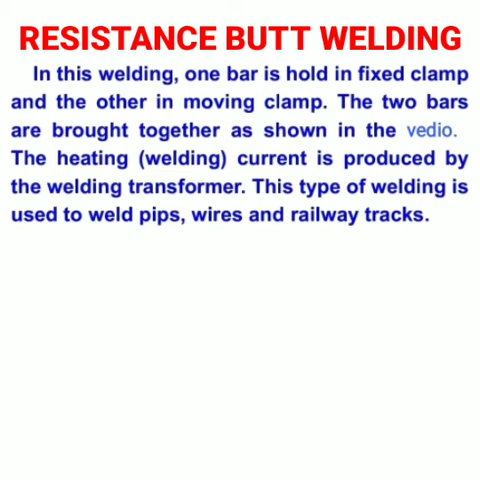 RESISTANCE BUTT WELDING
In this welding, one bar is hold in fixed clamp
and the other in moving clamp. The two bars
are brought together as shown in the vedio.
The heating (welding) current is produced by
the welding transformer. This type of welding is
used to weld pips, wires and railway tracks.